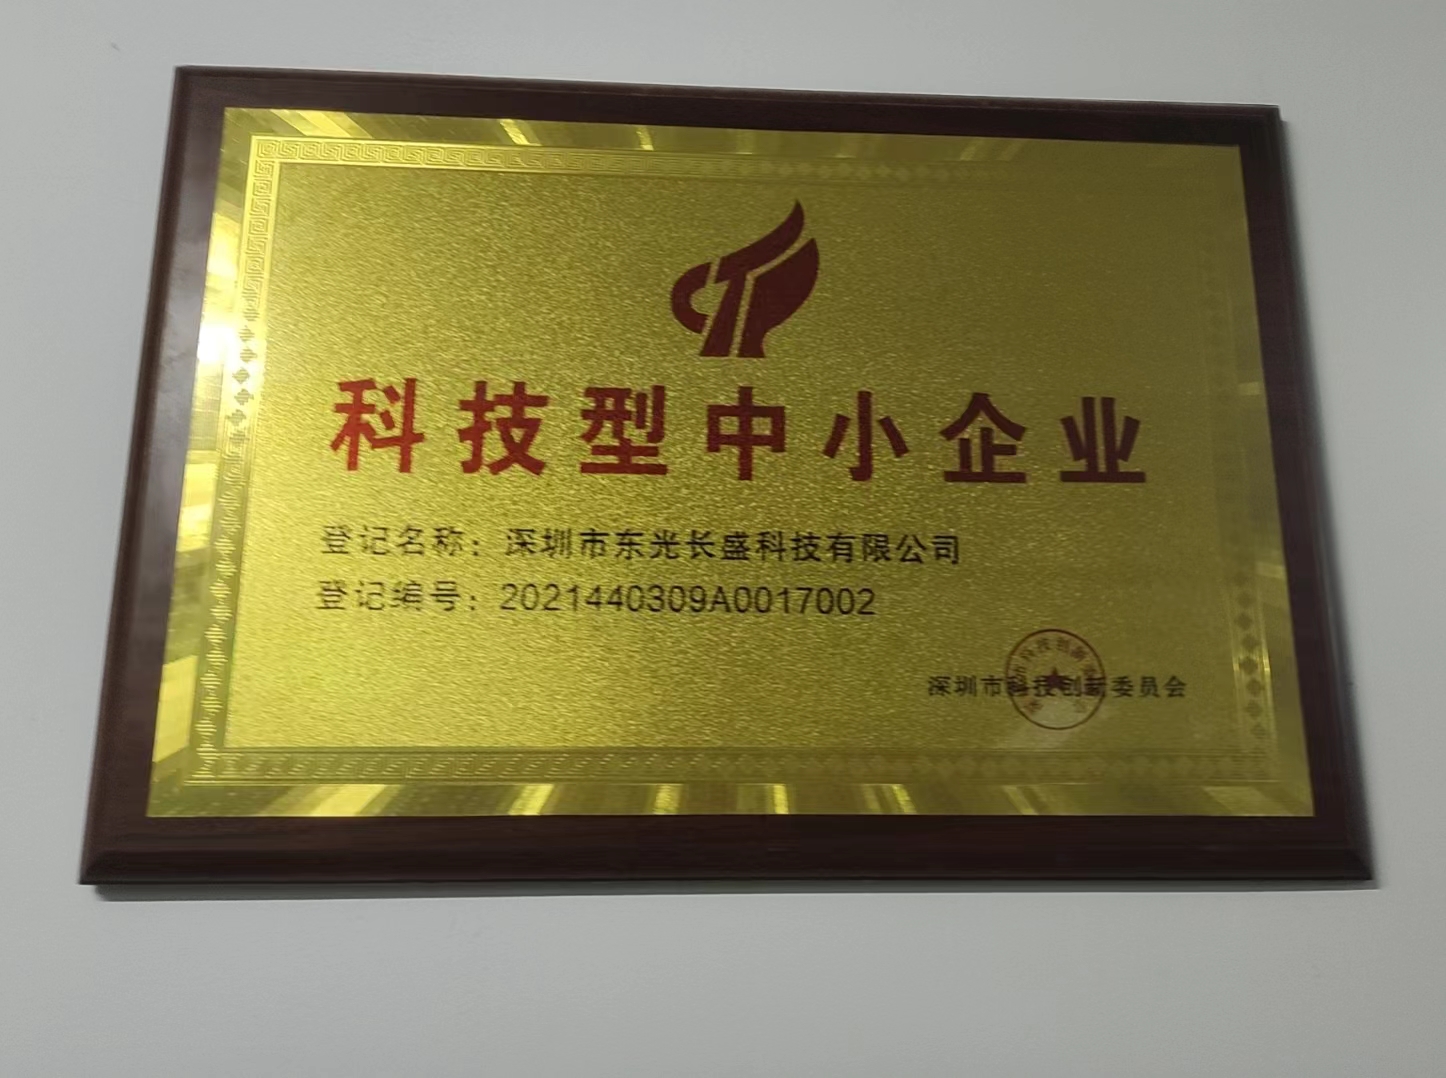 科技型中小企业
登记名称：深圳市东光长盛科技有限公司
登记编号：2021440309A0017002
深圳市科技创新委员会